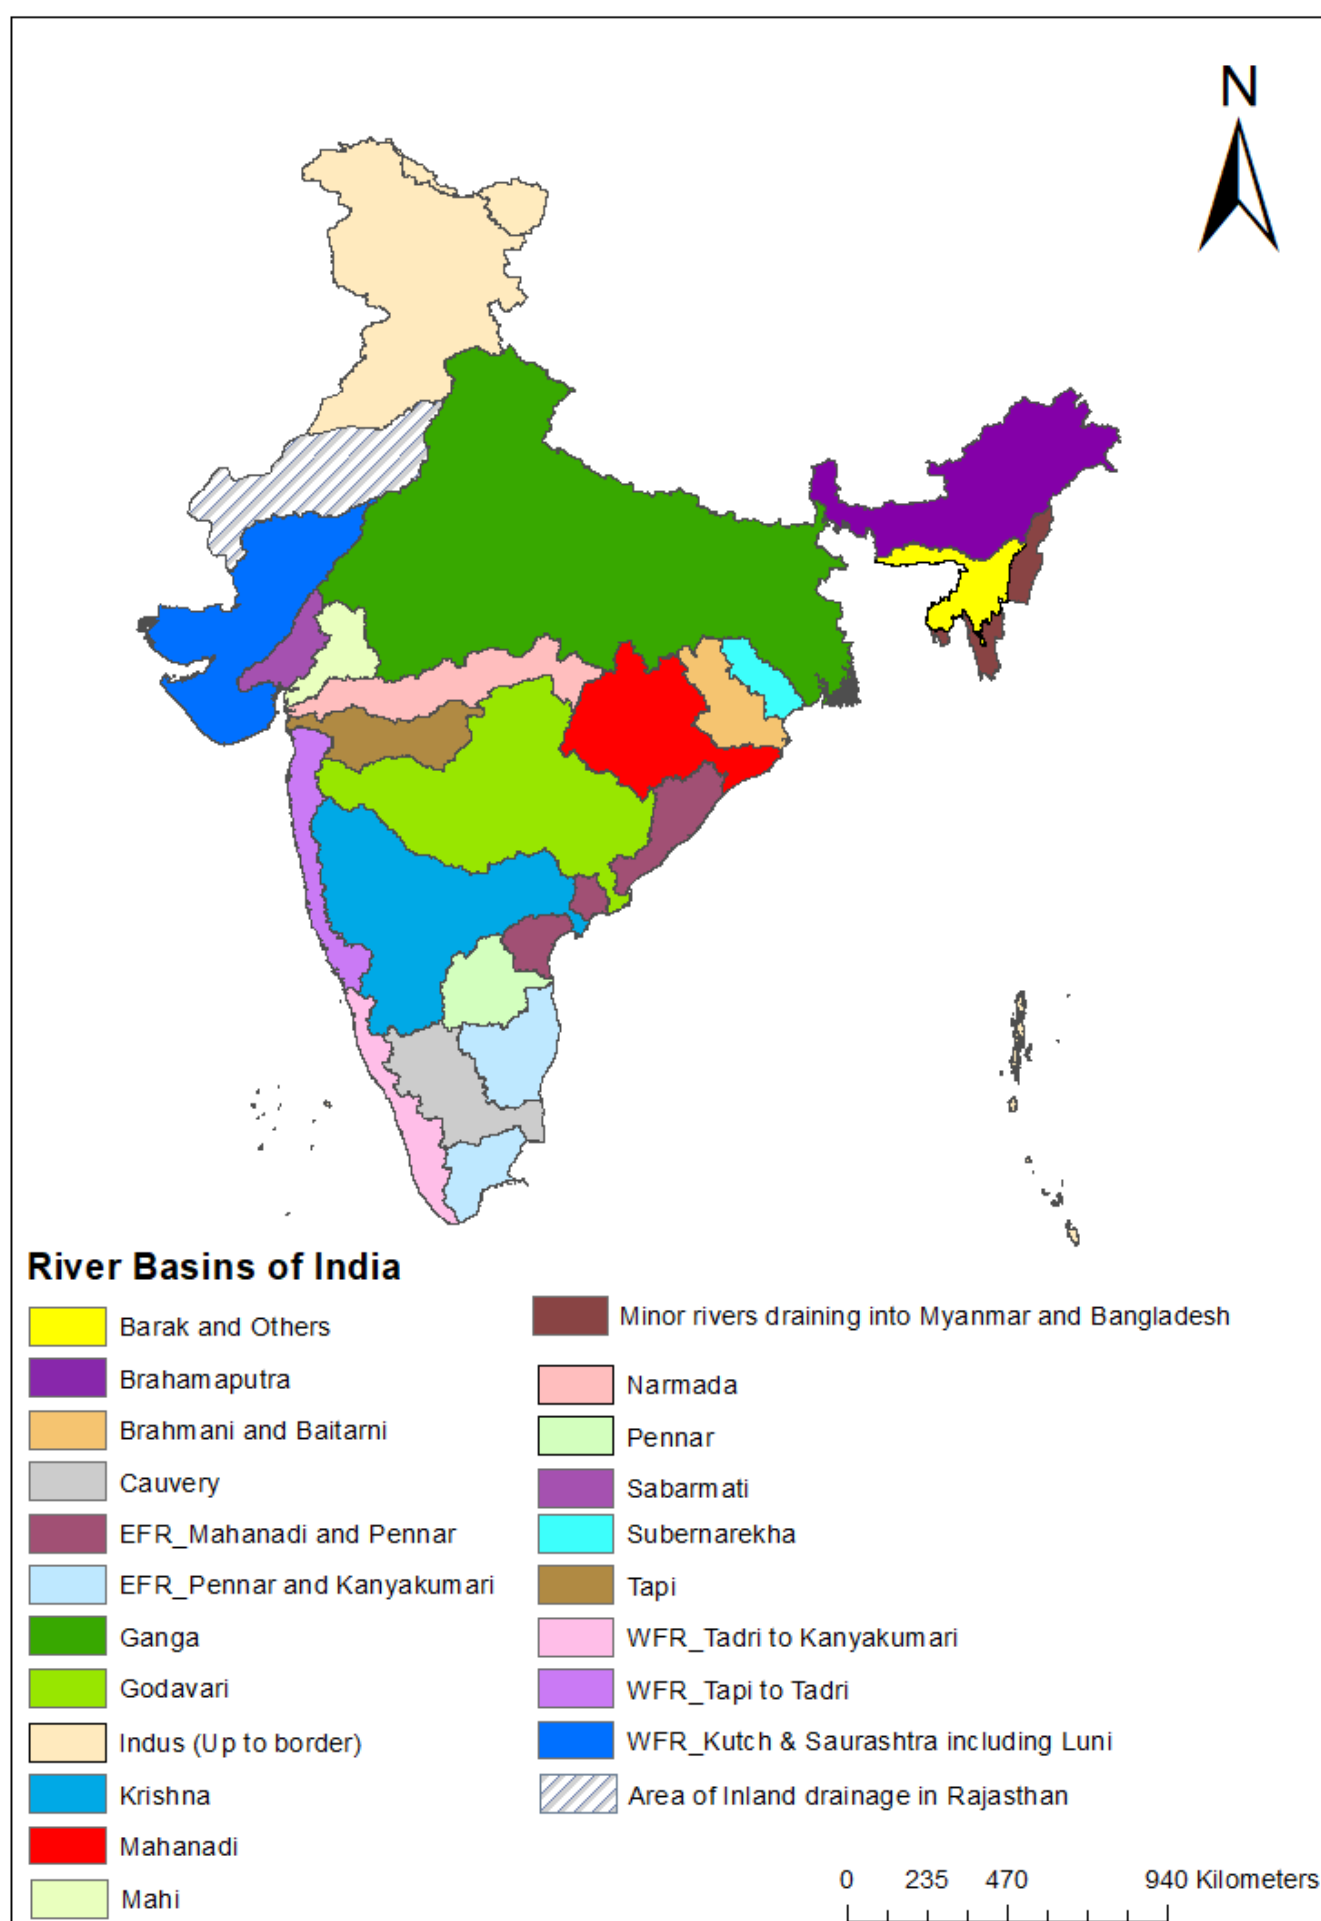 N
River Basins of India
Barak and Others
Brahamaputra
Brahmani and Baitarni
Cauvery
EFR_Mahanadi and Pennar
EFR_Pennar and Kanyakumari
Ganga
Godavari
Indus (Up to border)
Krishna
Mahanadi
Mahi
Minor rivers draining into Myanmar and Bangladesh
Narmada
Pennar
Sabarmati
Subernarekha
Tapi
WFR_Tadri to Kanyakumari
WFR_Tapi to Tadri
WFR_Kutch & Saurashtra including Luni
Area of Inland drainage in Rajasthan
0 235 470 940 Kilometers